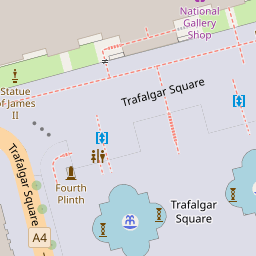 National
Gallery
Shop
Trafalgar Square
Statue
of James
II
Trafalgar Square
Fourth
Plinth
Trafalgar
Square
A4